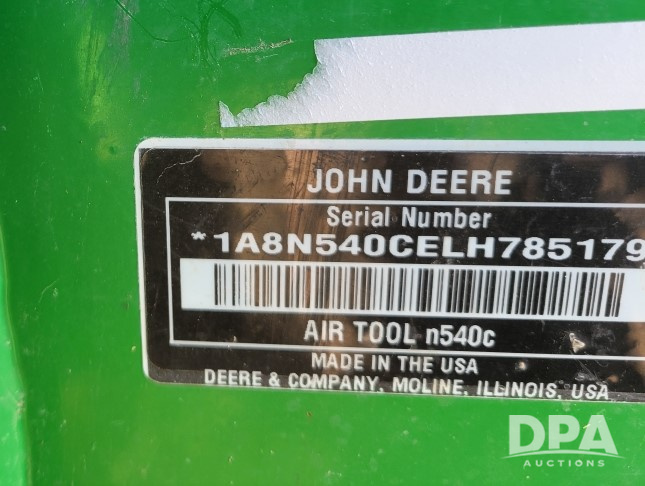 JOHN DEERE
Serial Number
*1A8N540CELH785179
AIR TOOL n540c
MADE IN THE USA
DEERE & COMPANY, MOLINE, ILLINOIS, USA
DPA
AUCTIONS